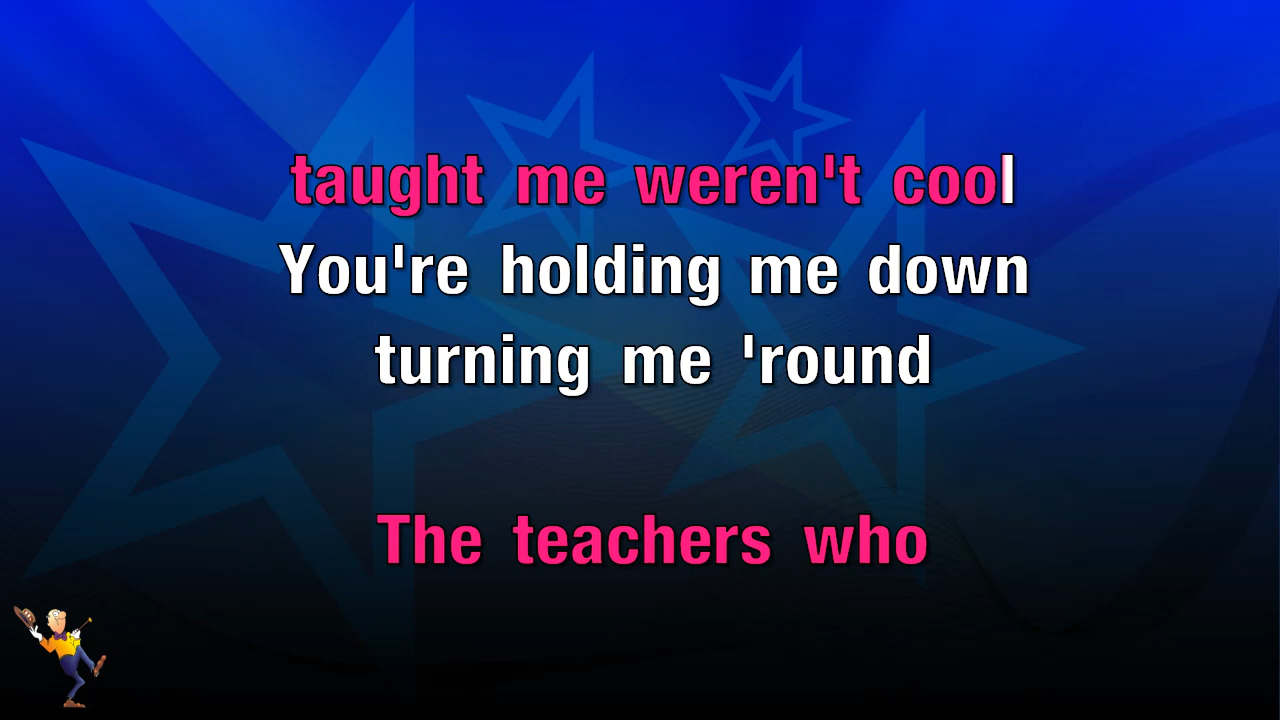 taught me weren't cool
You're holding me down
turning me 'round
The teachers who